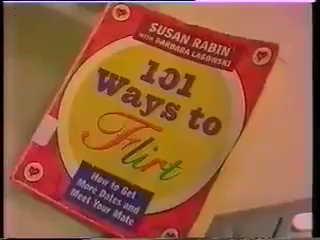 SUSAN RABIN
WITH BARBARA LAGOWSKI
101
Ways to
Flirt
How to Get
More Dates and
Meet Your Mate